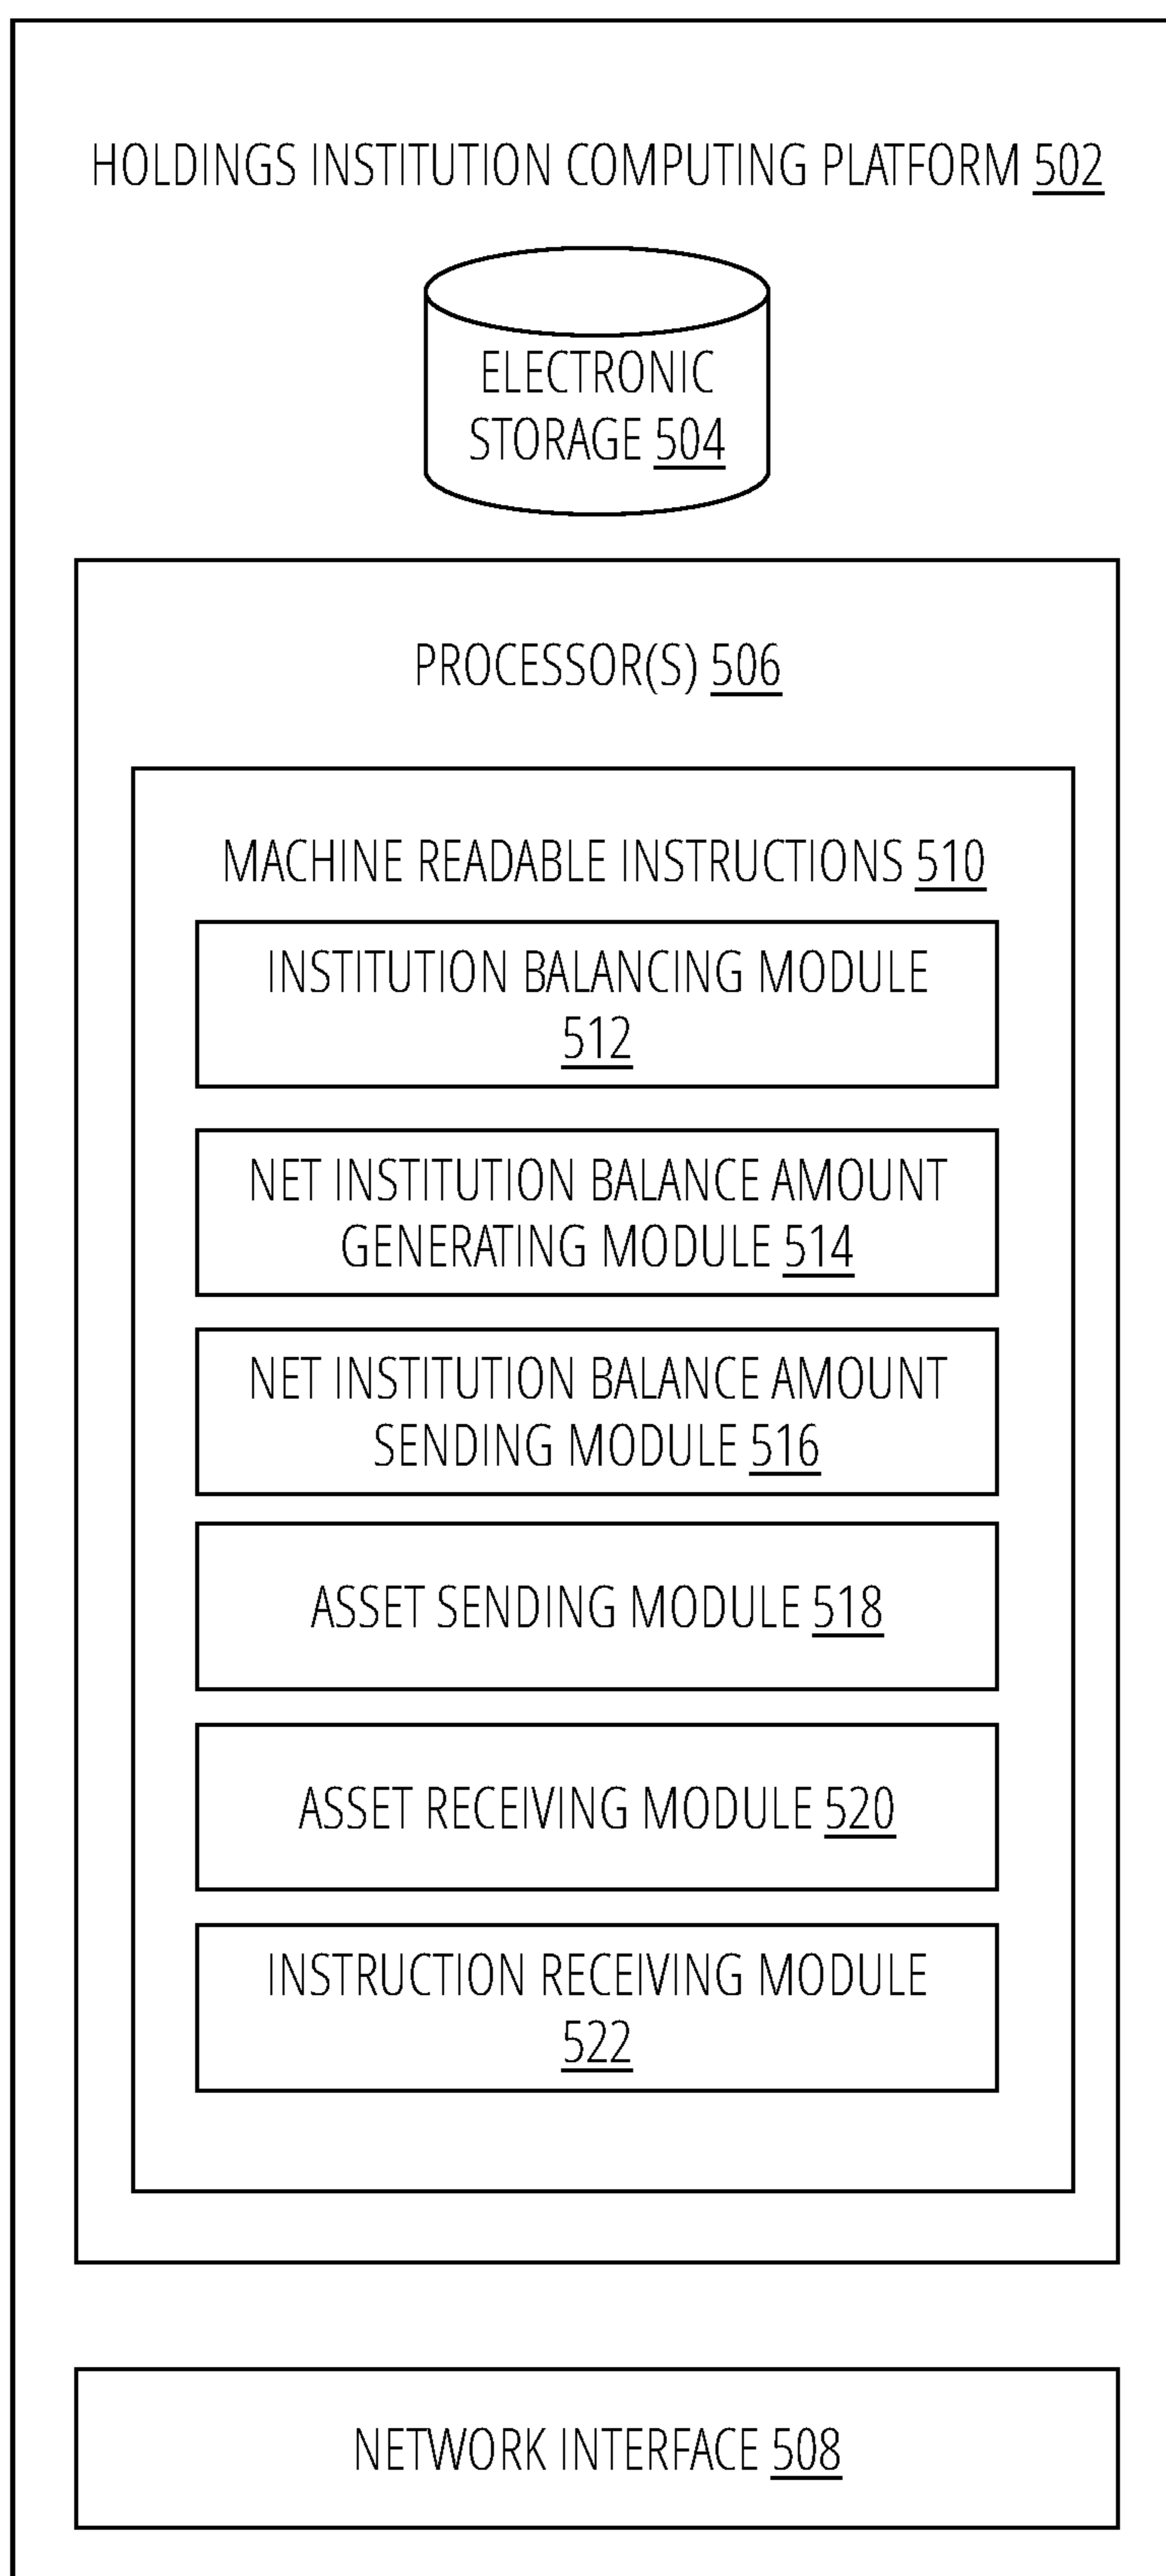 HOLDINGS INSTITUTION COMPUTING PLATFORM 502
ELECTRONIC
STORAGE 504
PROCESSOR(S) 506
MACHINE READABLE INSTRUCTIONS 510
INSTITUTION BALANCING MODULE
512
NET INSTITUTION BALANCE AMOUNT
GENERATING MODULE 514
NET INSTITUTION BALANCE AMOUNT
SENDING MODULE 516
ASSET SENDING MODULE 518
ASSET RECEIVING MODULE 520
INSTRUCTION RECEIVING MODULE
522
NETWORK INTERFACE 508